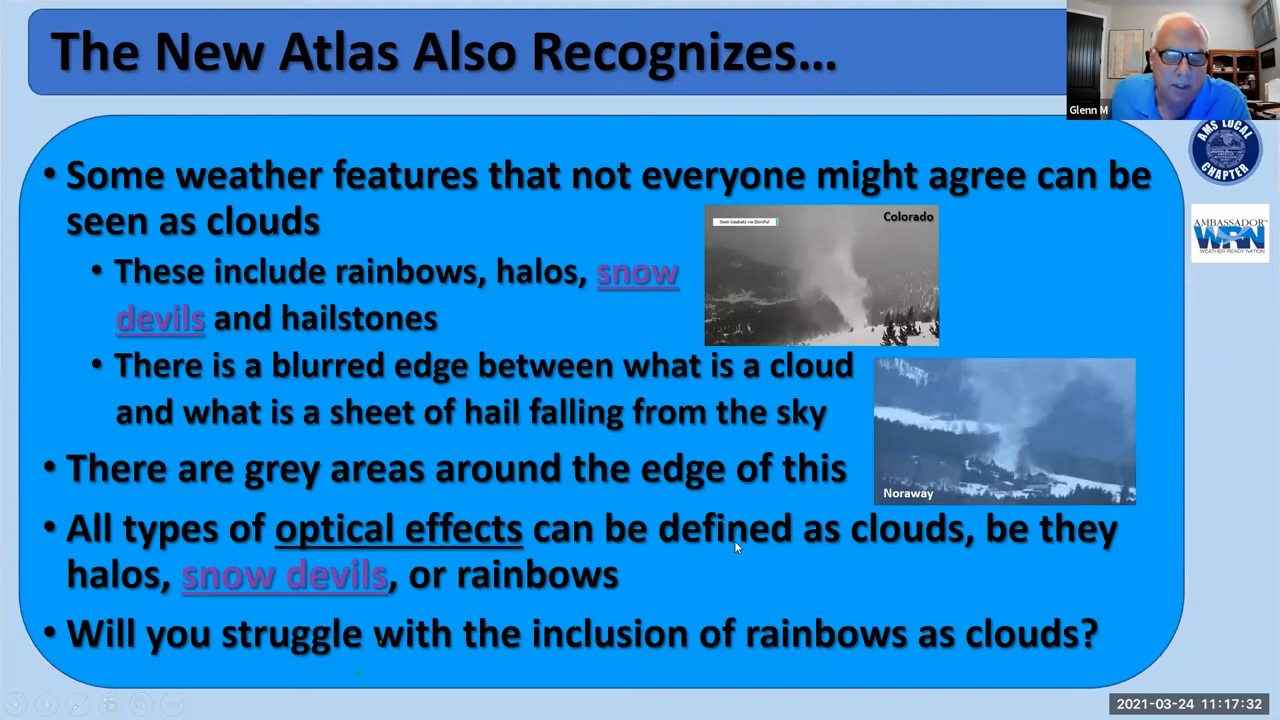 The New Atlas Also Recognizes...
Glenn M
• Some weather features that not everyone might agree can be
seen as clouds
• These include rainbows, halos, snow
devils and hailstones
• There is a blurred edge between what is a cloud
and what is a sheet of hail falling from the sky
• There are grey areas around the edge of this
• All types of optical effects can be defined as clouds, be they
halos, snow devils, or rainbows
• Will you struggle with the inclusion of rainbows as clouds?
Colorado
Noraway
AMS LOCAL
CHAPTER
AMBASSADOR
WRN
WEATHER-READY NATION
2021-03-24 11:17:32